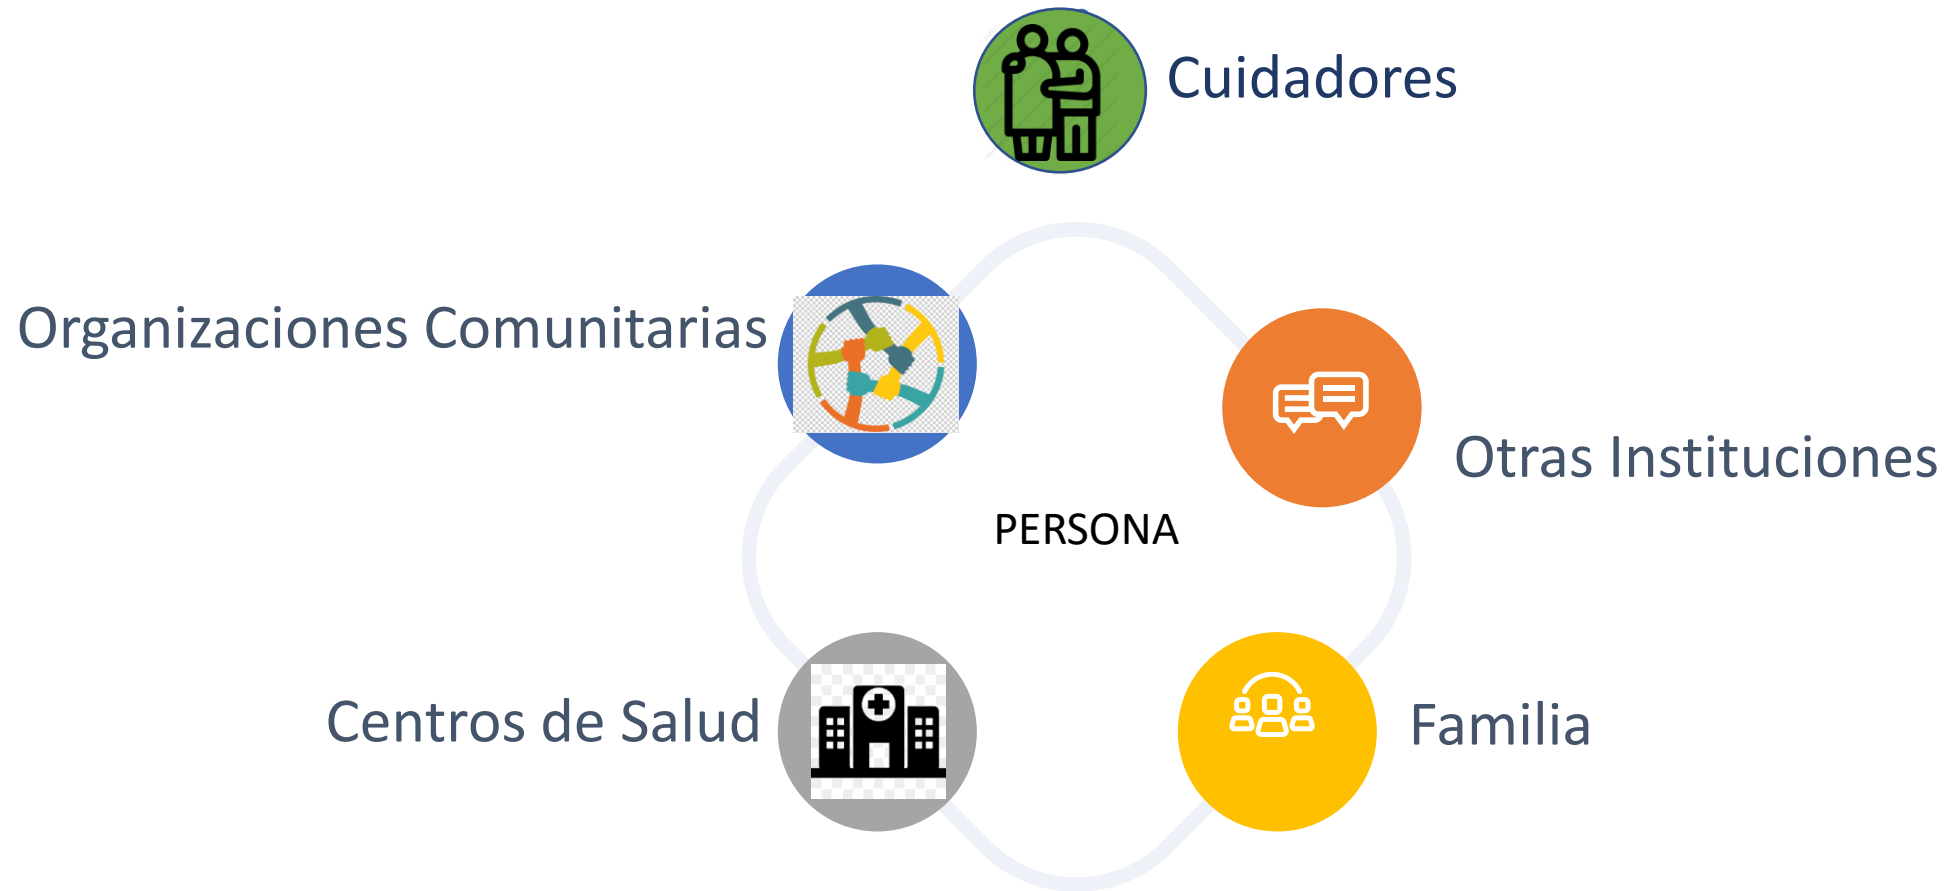 Cuidadores
Organizaciones Comunitarias
Otras Instituciones
PERSONA
Centros de Salud
Familia